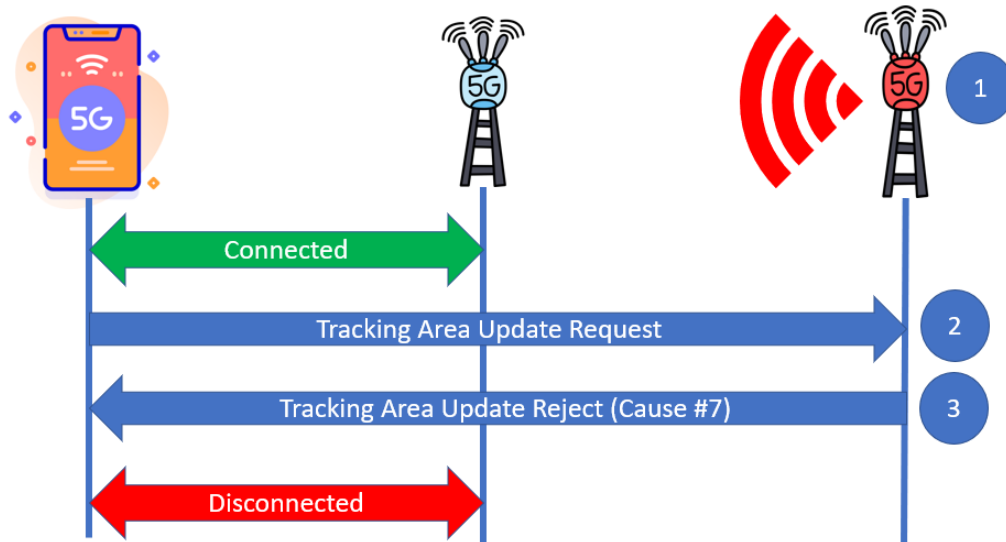 5G
5G
5G
1
Connected
Tracking Area Update Request
2
Tracking Area Update Reject (Cause #7)
3
Disconnected